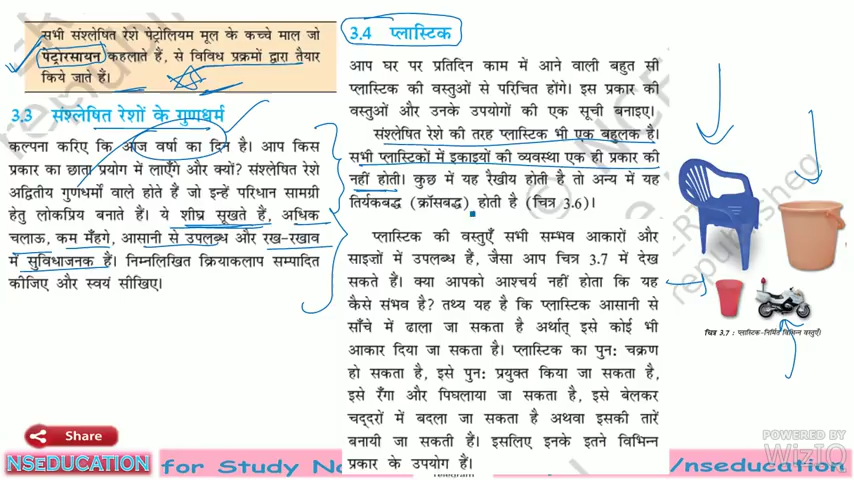 सभी संश्लेषित रेशे पेट्रोलियम मूल के कच्चे माल जो
पेट्रोरसायन कहलाते हैं, से विविध प्रक्रमों द्वारा तैयार
किये जाते हैं।
3.3 संश्लेषित रेशों के गुणधर्म
कल्पना करिए कि आज वर्षा का दिन है। आप किस
प्रकार का छाता प्रयोग में लाएँगे और क्यों? संश्लेषित रेशे
अद्वितीय गुणधर्मों वाले होते हैं जो इन्हें परिधान सामग्री
हेतु लोकप्रिय बनाते हैं। ये शीघ्र सूखते हैं, अधिक
चलाऊ, कम महँगे, आसानी से उपलब्ध और रख-रखाव
में सुविधाजनक हैं। निम्नलिखित क्रियाकलाप सम्पादित
कीजिए और स्वयं सीखिए।
3.4 प्लास्टिक
आप घर पर प्रतिदिन काम में आने वाली बहुत सी
प्लास्टिक की वस्तुओं से परिचित होंगे। इस प्रकार की
वस्तुओं और उनके उपयोगों की एक सूची बनाइए।
संश्लेषित रेशे की तरह प्लास्टिक भी एक बहुलक है।
सभी प्लास्टिकों में इकाइयों की व्यवस्था एक ही प्रकार की
नहीं होती। कुछ में यह रैखीय होती है तो अन्य में यह
तिर्यकबद्ध (क्रॉसबद्ध) होती है (चित्र 3.6)।
प्लास्टिक की वस्तुएँ सभी सम्भव आकारों और
साइजों में उपलब्ध हैं, जैसा आप चित्र 3.7 में देख
सकते हैं। क्या आपको आश्चर्य नहीं होता कि यह
कैसे संभव है? तथ्य यह है कि प्लास्टिक आसानी से
साँचे में ढाला जा सकता है अर्थात् इसे कोई भी
आकार दिया जा सकता है। प्लास्टिक का पुन: चक्रण
हो सकता है, इसे पुन: प्रयुक्त किया जा सकता है,
इसे रँगा और पिघलाया जा सकता है, इसे बेलकर
चद्दरों में बदला जा सकता है अथवा इसकी तारें
बनायी जा सकती हैं। इसलिए इनके इतने विभिन्न
प्रकार के उपयोग हैं।
चित्र 3.7 : प्लास्टिक-निर्मित विभिन्न वस्तुएँ
Share
NSEDUCATION for Study No
Telegram
/nseducation
POWERED BY
WizIQ